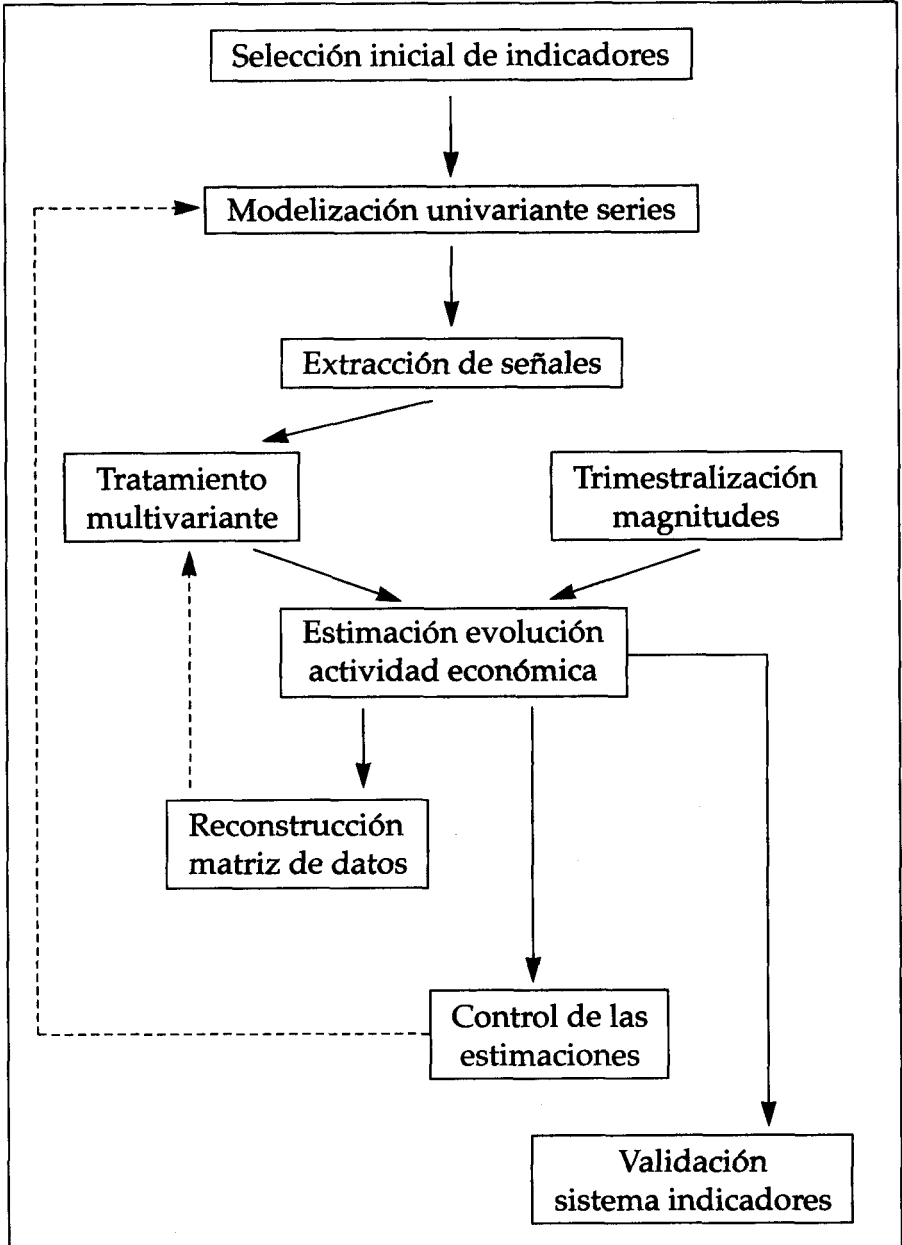 Selección inicial de indicadores
Modelización univariante series
Extracción de señales
Tratamiento
multivariante
Trimestralización
magnitudes
Estimación evolución
actividad económica
Reconstrucción
matriz de datos
Control de las
estimaciones
Validación
sistema indicadores